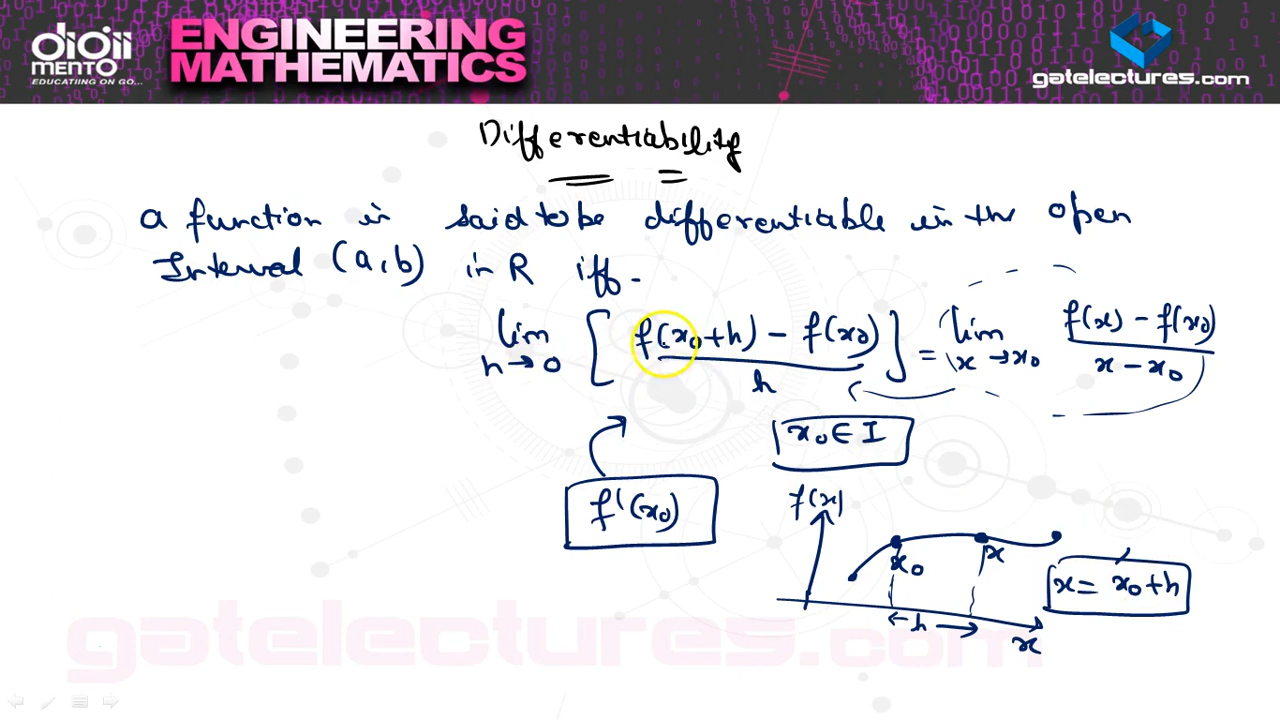 digii
MENTO
EDUCATIING ON GO...
ENGINEERING
MATHEMATICS
gatelectures.com
Differentiability
a function is said to be differentiable in the open
Interval (a,b) in R iff.
lim h→0 [ f(x₀+h) – f(x₀) / h ] = lim x→x₀ f(x) – f(x₀) / x – x₀
x₀ ∈ I
f'(x₀)
f(x)
x₀
x
x = x₀+h
h
x
gatelectures.com